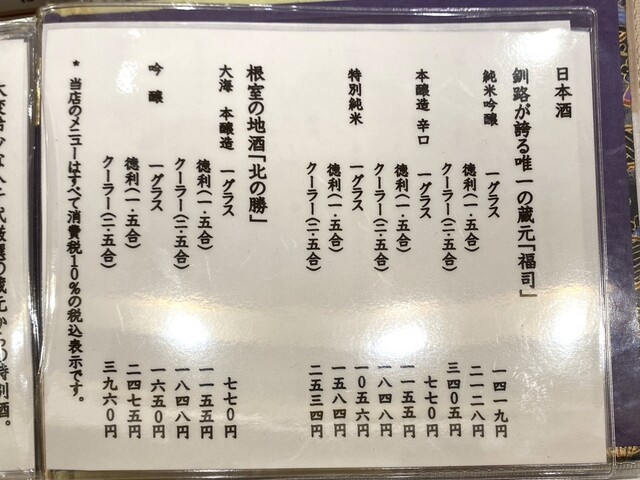 日本酒
釧路が誇る唯一の蔵元「福司」
純米吟醸 一グラス 一四一九円
徳利(一・五合) 二一二八円
クーラー(二・五合) 三四〇五円
本醸造 辛口 一グラス 七七〇円
徳利(一・五合) 一一五五円
クーラー(二・五合) 一八四八円
特別純米 一グラス 一〇五六円
徳利(一・五合) 一五八四円
クーラー(二・五合) 二五三四円
根室の地酒「北の勝」
大海 本醸造 一グラス 七七〇円
徳利(一・五合) 一一五五円
クーラー(二・五合) 一八四八円
吟醸 一グラス 一六五〇円
徳利(一・五合) 二四七五円
クーラー(二・五合) 三九六〇円
* 当店のメニューはすべて消費税10%の税込表示です。